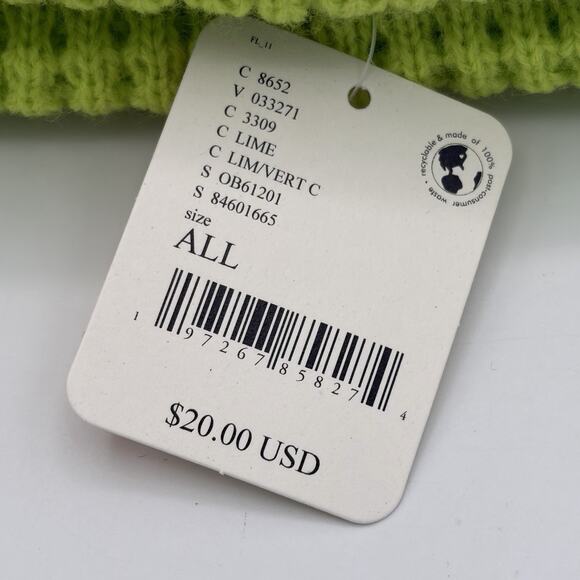 FL_11
C 8652
V 033271
C 3309
C LIME
C LIM/VERT C
S OB61201
S 84601665
size
ALL
recyclable & made of 100% post-consumer waste •
1 97267 85827 4
$20.00 USD